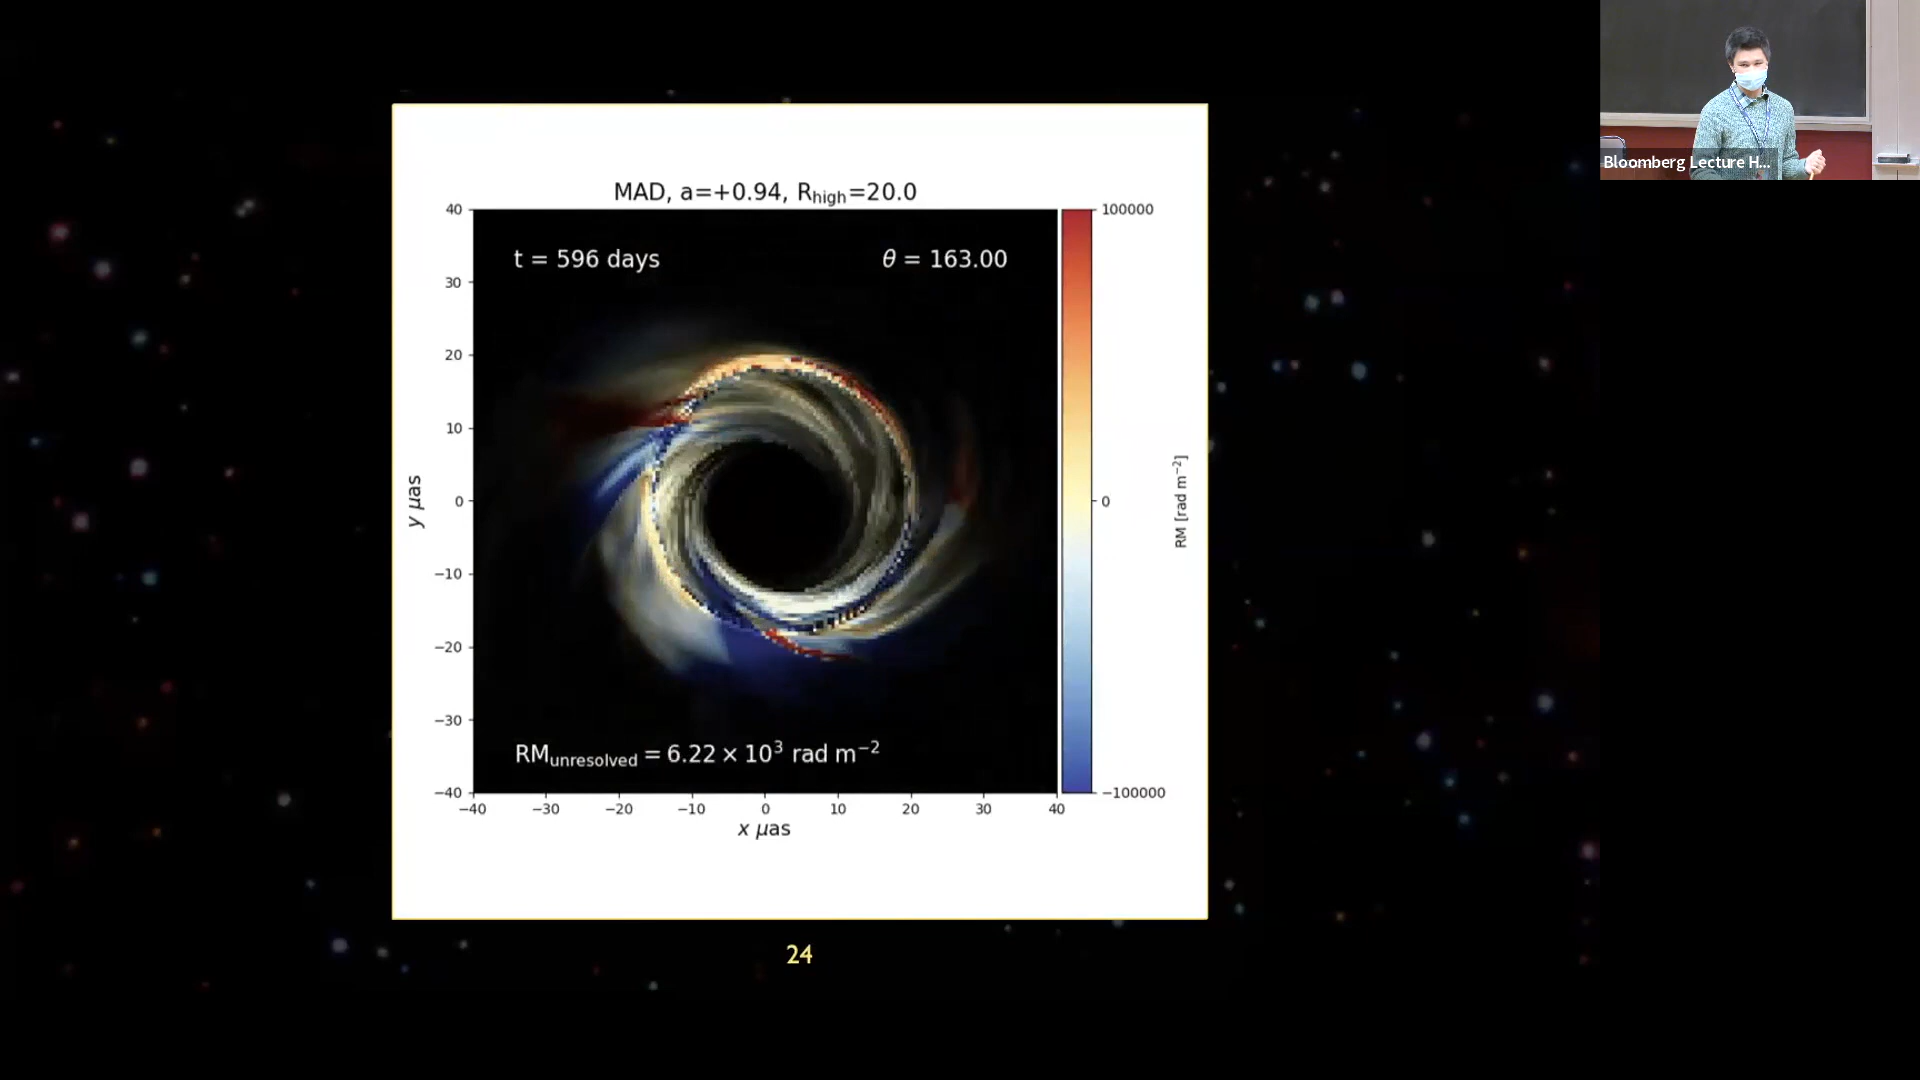 Bloomberg Lecture H...
MAD, a=+0.94, R_high=20.0
t = 596 days
θ = 163.00
RM_unresolved = 6.22 × 10³ rad m⁻²
40
30
20
10
0
−10
−20
−30
−40
y μas
−40 −30 −20 −10 0 10 20 30 40
x μas
100000
0
−100000
RM [rad m⁻²]
24